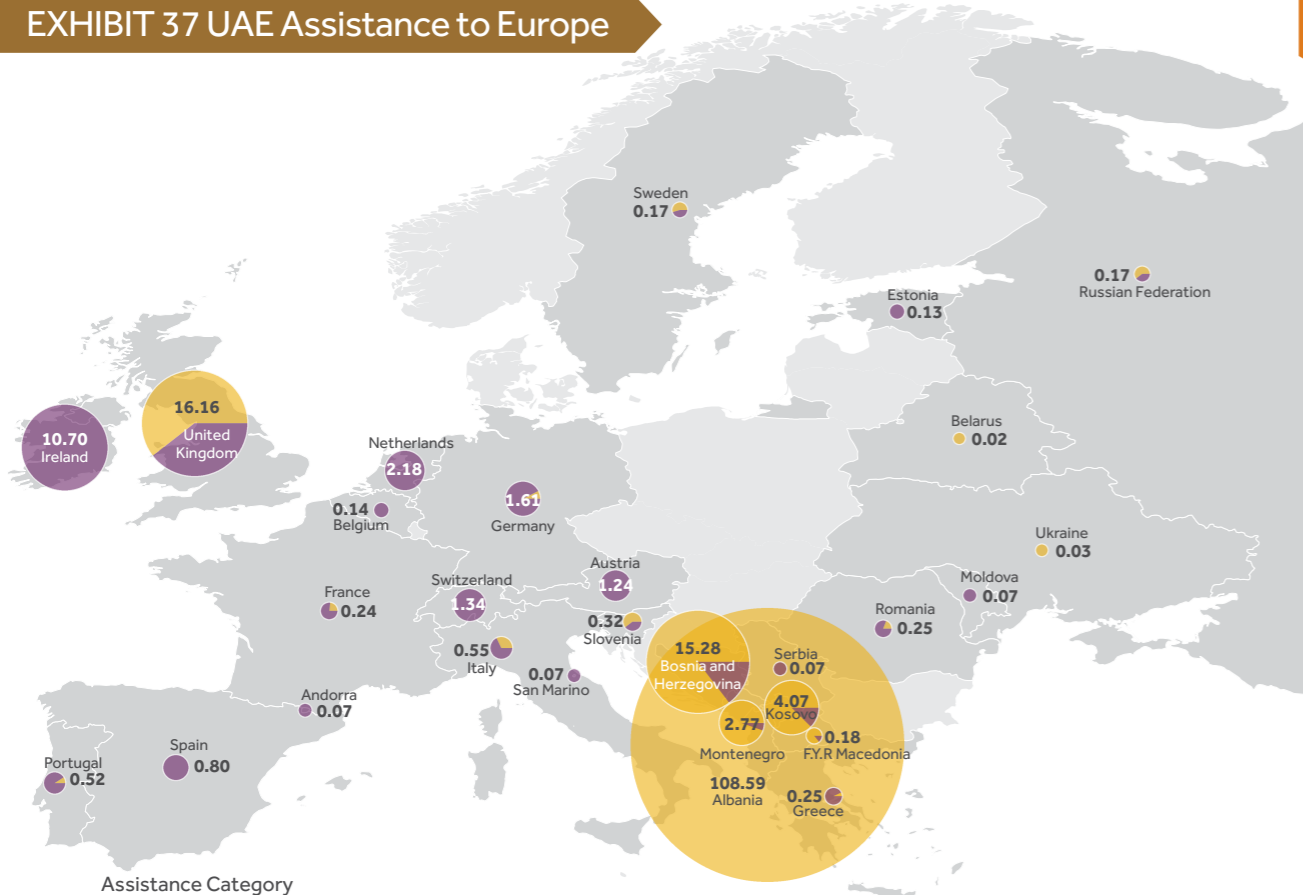 EXHIBIT 37 UAE Assistance to Europe
Sweden
0.17
0.17
Russian Federation
Estonia
0.13
16.16
United
Kingdom
10.70
Ireland
Belarus
0.02
Netherlands
2.18
1.61
Germany
0.14
Belgium
Ukraine
0.03
Austria
1.24
Moldova
0.07
Switzerland
1.34
France
0.24
Romania
0.25
0.32
Slovenia
0.55
Italy
15.28
Bosnia and
Herzegovina
Serbia
0.07
0.07
San Marino
4.07
Kosovo
Andorra
0.07
2.77
Montenegro
0.18
F.Y.R Macedonia
Spain
0.80
Portugal
0.52
108.59
Albania
0.25
Greece
Assistance Category